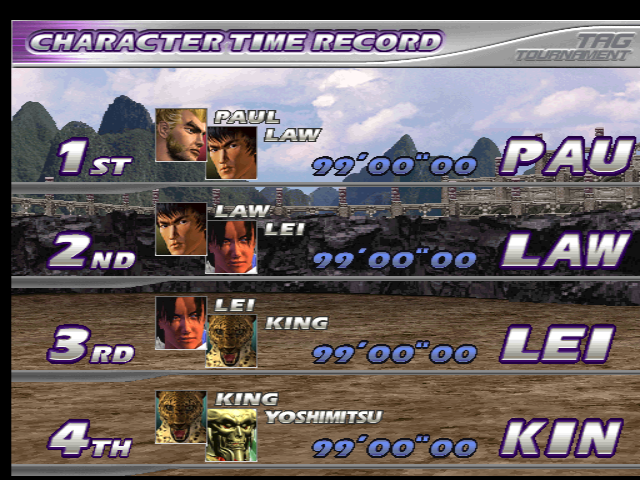 CHARACTER TIME RECORD
TAG
TOURNAMENT
1ST
PAUL
LAW
99'00"00
PAU
2ND
LAW
LEI
99'00"00
LAW
3RD
LEI
KING
99'00"00
LEI
4TH
KING
YOSHIMITSU
99'00"00
KIN